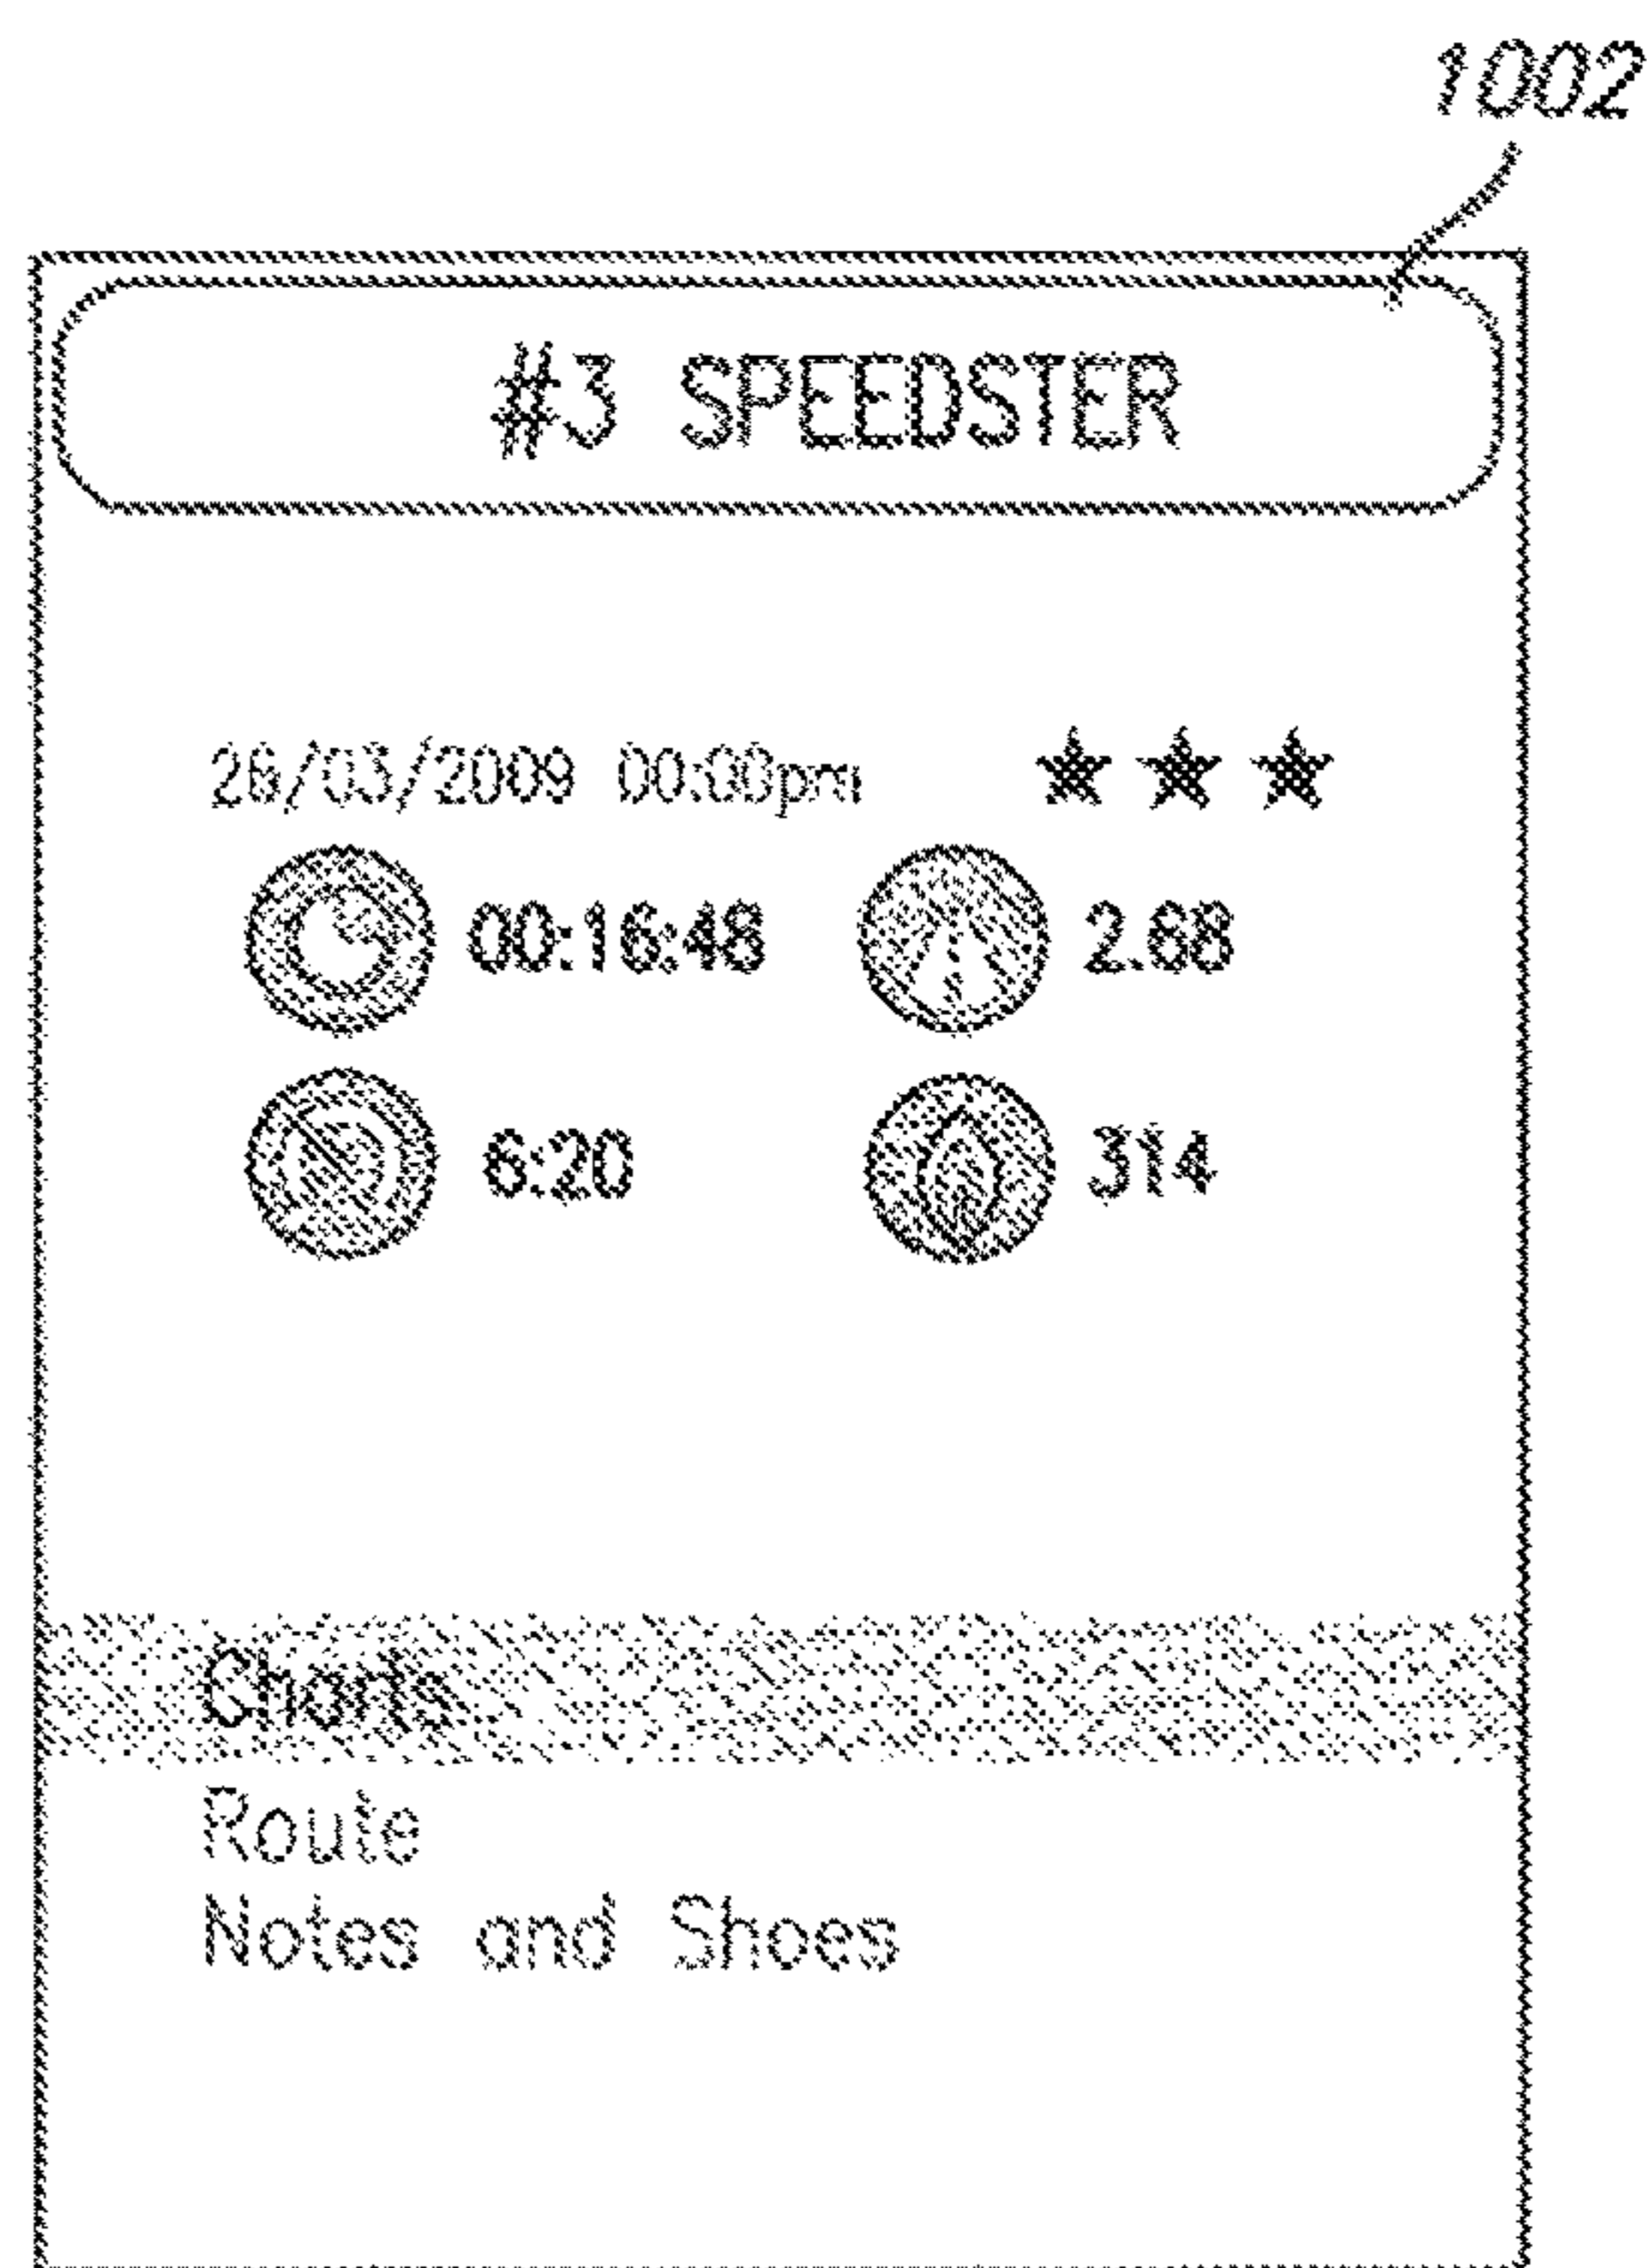 1002
#3 SPEEDSTER
26/03/2009 00:00pm
00:16:48 2.68
6:20 314
Charts
Route
Notes and Shoes